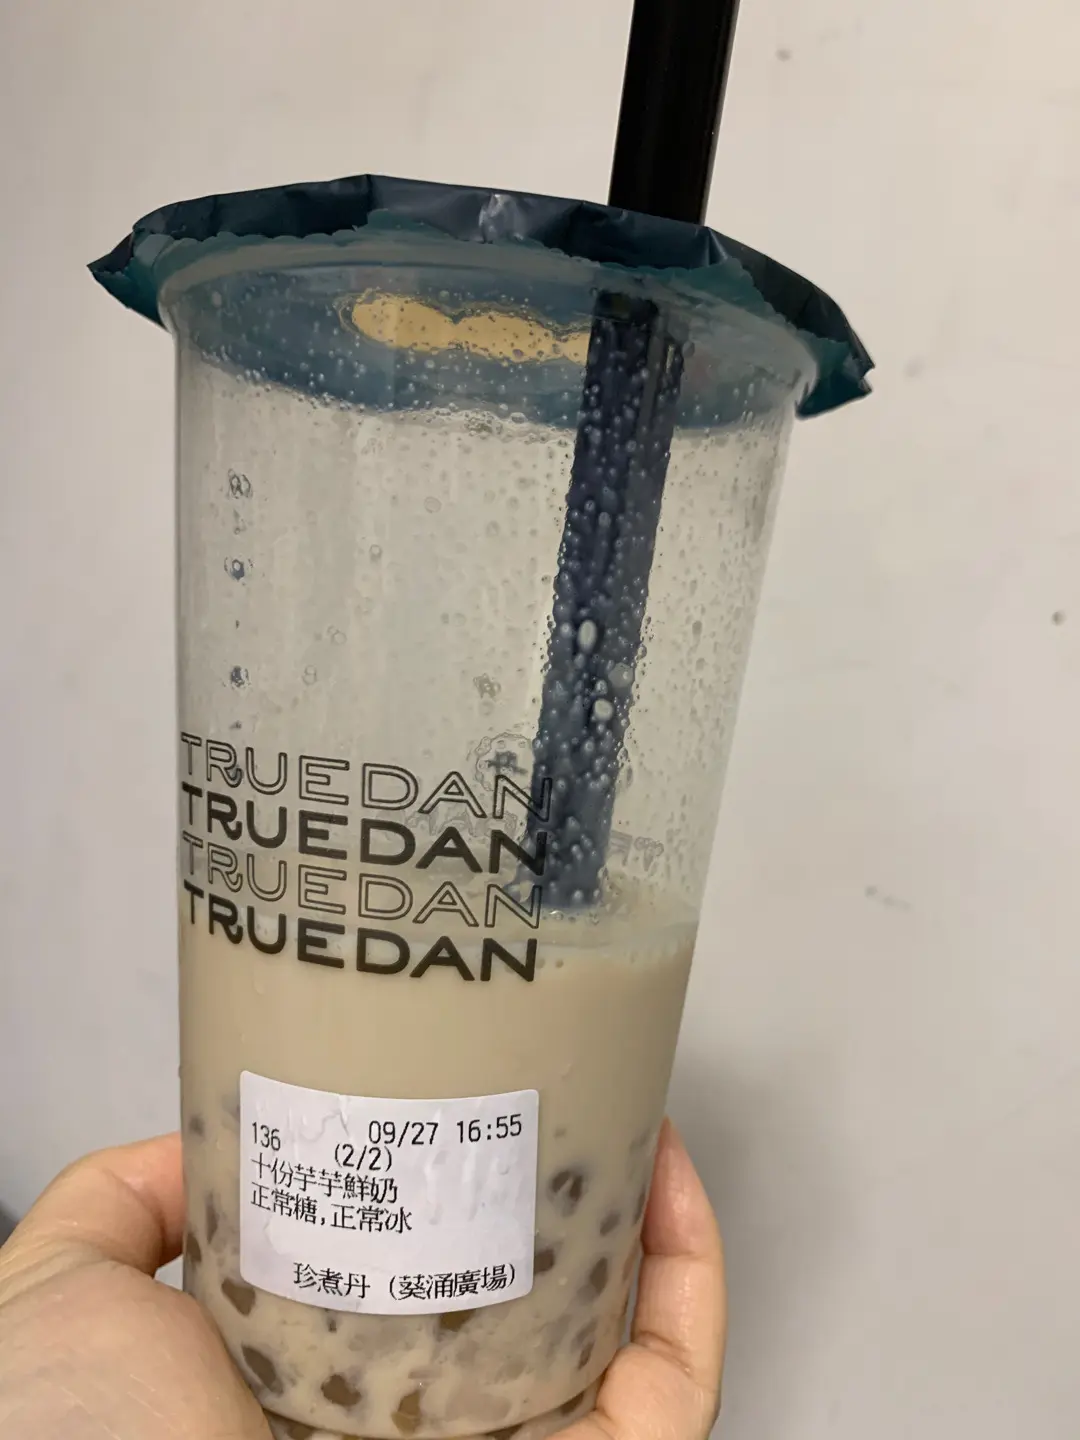 TRUEDAN
TRUEDAN
TRUEDAN
TRUEDAN
136 09/27 16:55
(2/2)
十份芋芋鮮奶
正常糖,正常冰
珍煮丹 (葵涌廣場)